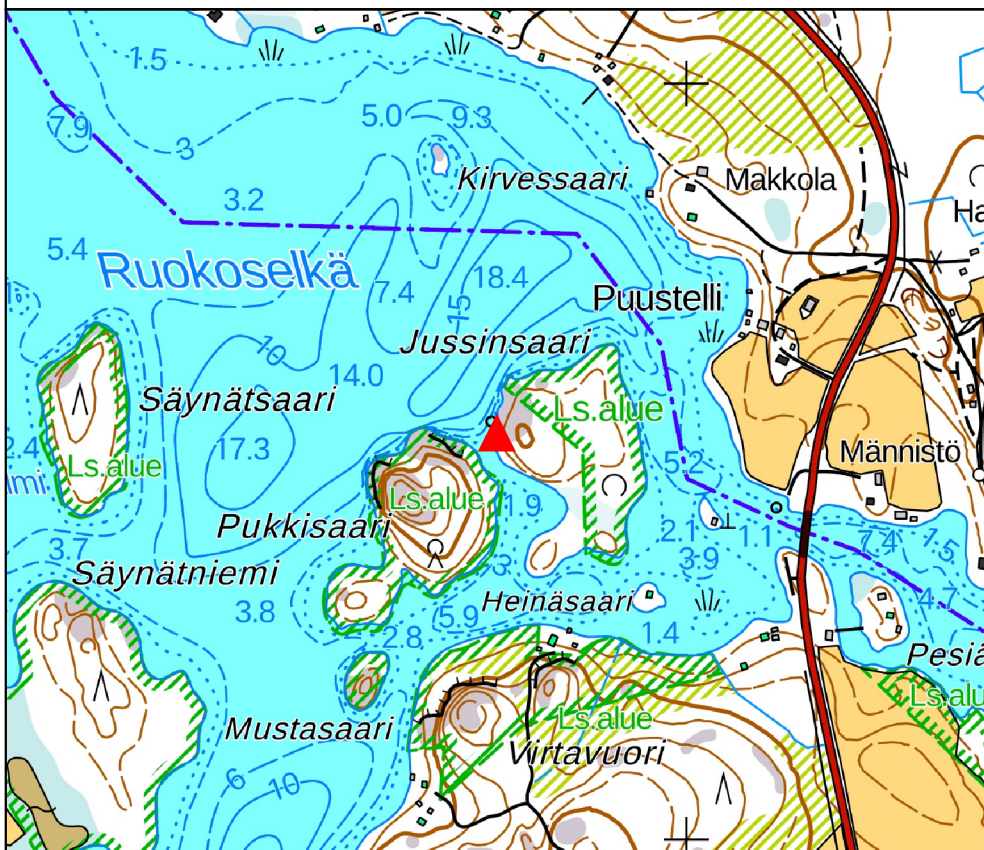 1.5
5.0
9.3
7.9
3
Kirvessaari
Makkola
3.2
Ha
5.4
Ruokoselkä
18.4
7.4
15
Puustelli
Jussinsaari
10
14.0
Säynätsaari
Ls.alue
17.3
2.4
Ls.alue
Männistö
5.2
Ls.alue
1.9
Pukkisaari
2.1
1.1
7.4
1.5
3.7
3.9
3
Säynätniemi
Heinäsaari
4.7
3.8
5.9
1.4
2.8
Pesiä
Ls.alu
Mustasaari
Ls.alue
Virtavuori
6
10